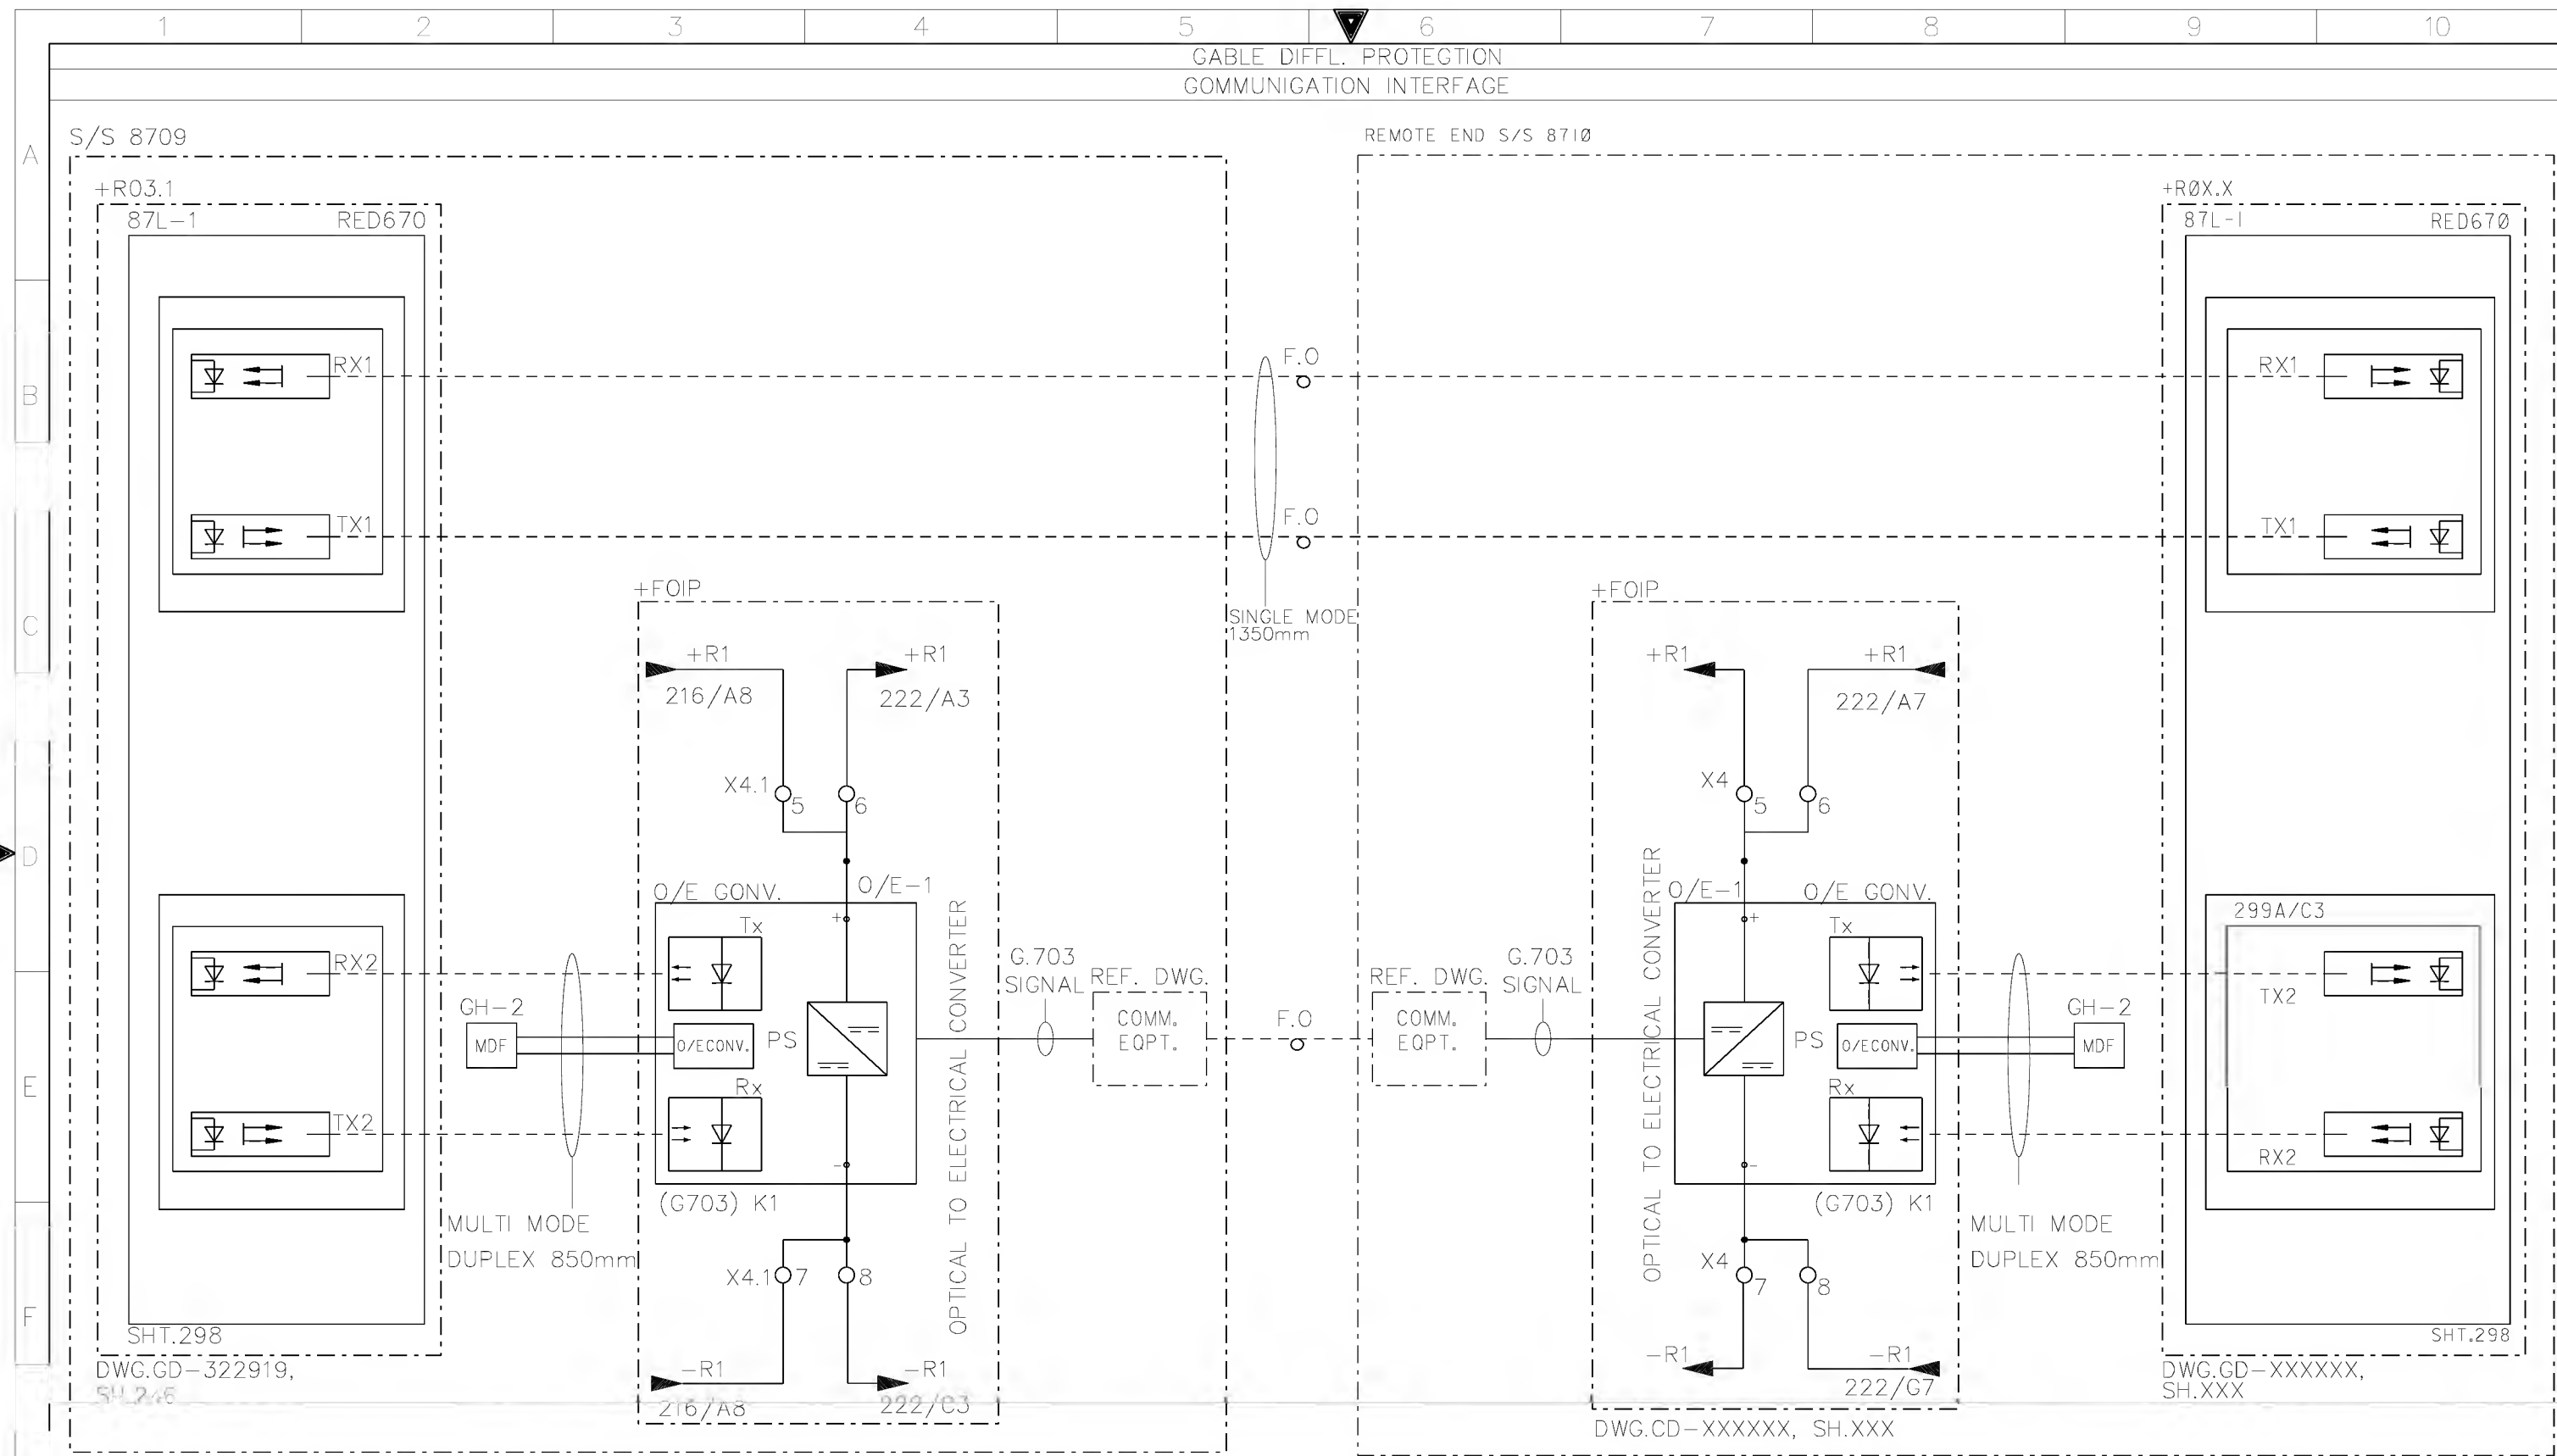 1 2 3 4 5 6 7 8 9 10
GABLE DIFFL. PROTEGTION
GOMMUNIGATION INTERFAGE
A
B
C
D
E
F
S/S 8709
+R03.1
87L-1 RED670
RX1
TX1
RX2
TX2
SHT.298
DWG.GD-322919,
SH.246
GH-2
MDF
MULTI MODE
DUPLEX 850mm
+FOIP
+R1
216/A8
+R1
222/A3
X4.1
5
6
O/E GONV.
O/E-1
Tx
+
O/ECONV.
PS
Rx
-
(G703) K1
OPTICAL TO ELECTRICAL CONVERTER
X4.1
7
8
-R1
216/A8
-R1
222/C3
G.703
SIGNAL
REF. DWG.
COMM.
EQPT.
F.O
F.O
SINGLE MODE
1350mm
F.O
REMOTE END S/S 871Ø
REF. DWG.
COMM.
EQPT.
G.703
SIGNAL
+FOIP
+R1
+R1
222/A7
X4
5
6
OPTICAL TO ELECTRICAL CONVERTER
O/E-1
O/E GONV.
+
Tx
PS
O/ECONV.
Rx
-
(G703) K1
X4
7
8
-R1
-R1
222/G7
DWG.CD-XXXXXX, SH.XXX
GH-2
MDF
MULTI MODE
DUPLEX 850mm
+RØX.X
87L-I RED67Ø
RX1
TX1
299A/C3
TX2
RX2
SHT.298
DWG.GD-XXXXXX,
SH.XXX